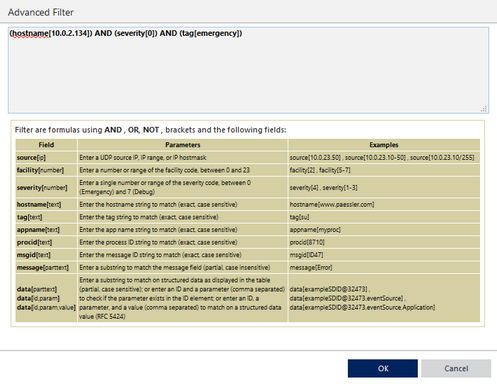 Advanced Filter
(hostname[10.0.2.134]) AND (severity[0]) AND (tag[emergency])
Filter are formulas using AND , OR, NOT , brackets and the following fields:
Field Parameters Examples
source[ip] Enter a UDP source IP, IP range, or IP hostmask source[10.0.23.50] , source[10.0.23.10-50] , source[10.0.23.10/255]
facility[number] Enter a number or range of the facility code, between 0 and 23 facility[2] , facility[5-7]
severity[number] Enter a single number or range of the severity code, between 0 (Emergency) and 7 (Debug) severity[4] , severity[1-3]
hostname[text] Enter the hostname string to match (exact, case sensitive) hostname[www.paessler.com]
tag[text] Enter the tag string to match (exact, case sensitive) tag[su]
appname[text] Enter the app name string to match (exact, case sensitive) appname[myproc]
procid[text] Enter the process ID string to match (exact, case sensitive) procid[8710]
msgid[text] Enter the message ID string to match (exact, case sensitive) msgid[ID47]
message[parttext] Enter a substring to match the message field (partial, case insensitive) message[Error]
data[parttext] Enter a substring to match on structured data as displayed in the table
data[id,param] (partial, case sensitive); or enter an ID and a parameter (comma separated) data[exampleSDID@32473] ,
data[id,param,value] to check if the parameter exists in the ID element; or enter an ID, a data[exampleSDID@32473,eventSource] ,
parameter, and a value (comma separated) to match on a structured data data[exampleSDID@32473,eventSource,Application]
value (RFC 5424)
OK Cancel